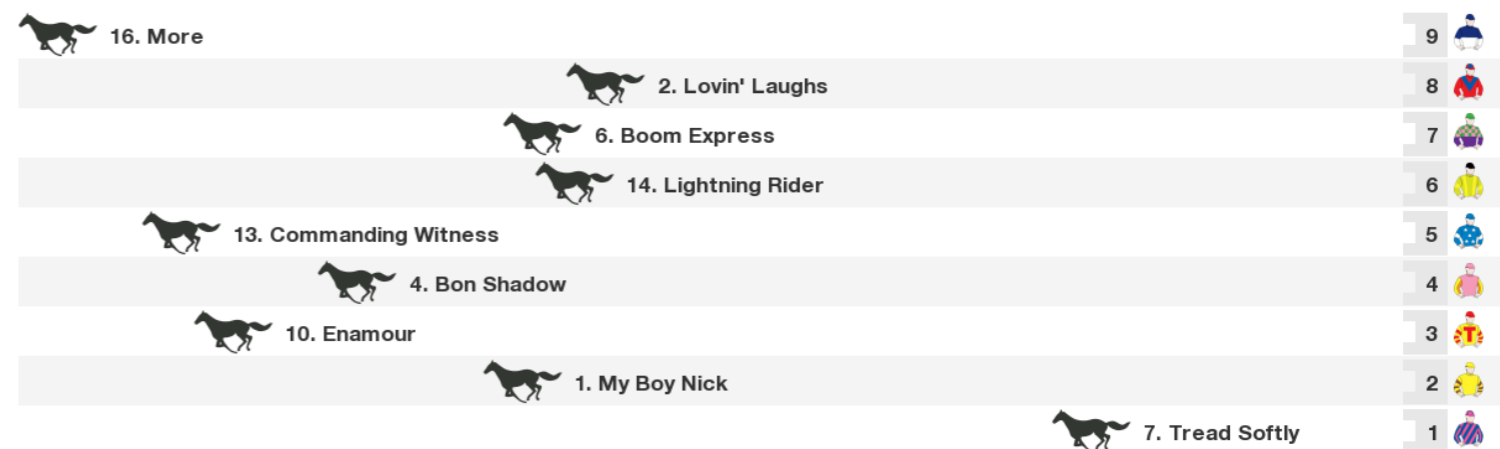 16. More 9
2. Lovin' Laughs 8
6. Boom Express 7
14. Lightning Rider 6
13. Commanding Witness 5
4. Bon Shadow 4
10. Enamour 3
T
1. My Boy Nick 2
7. Tread Softly 1